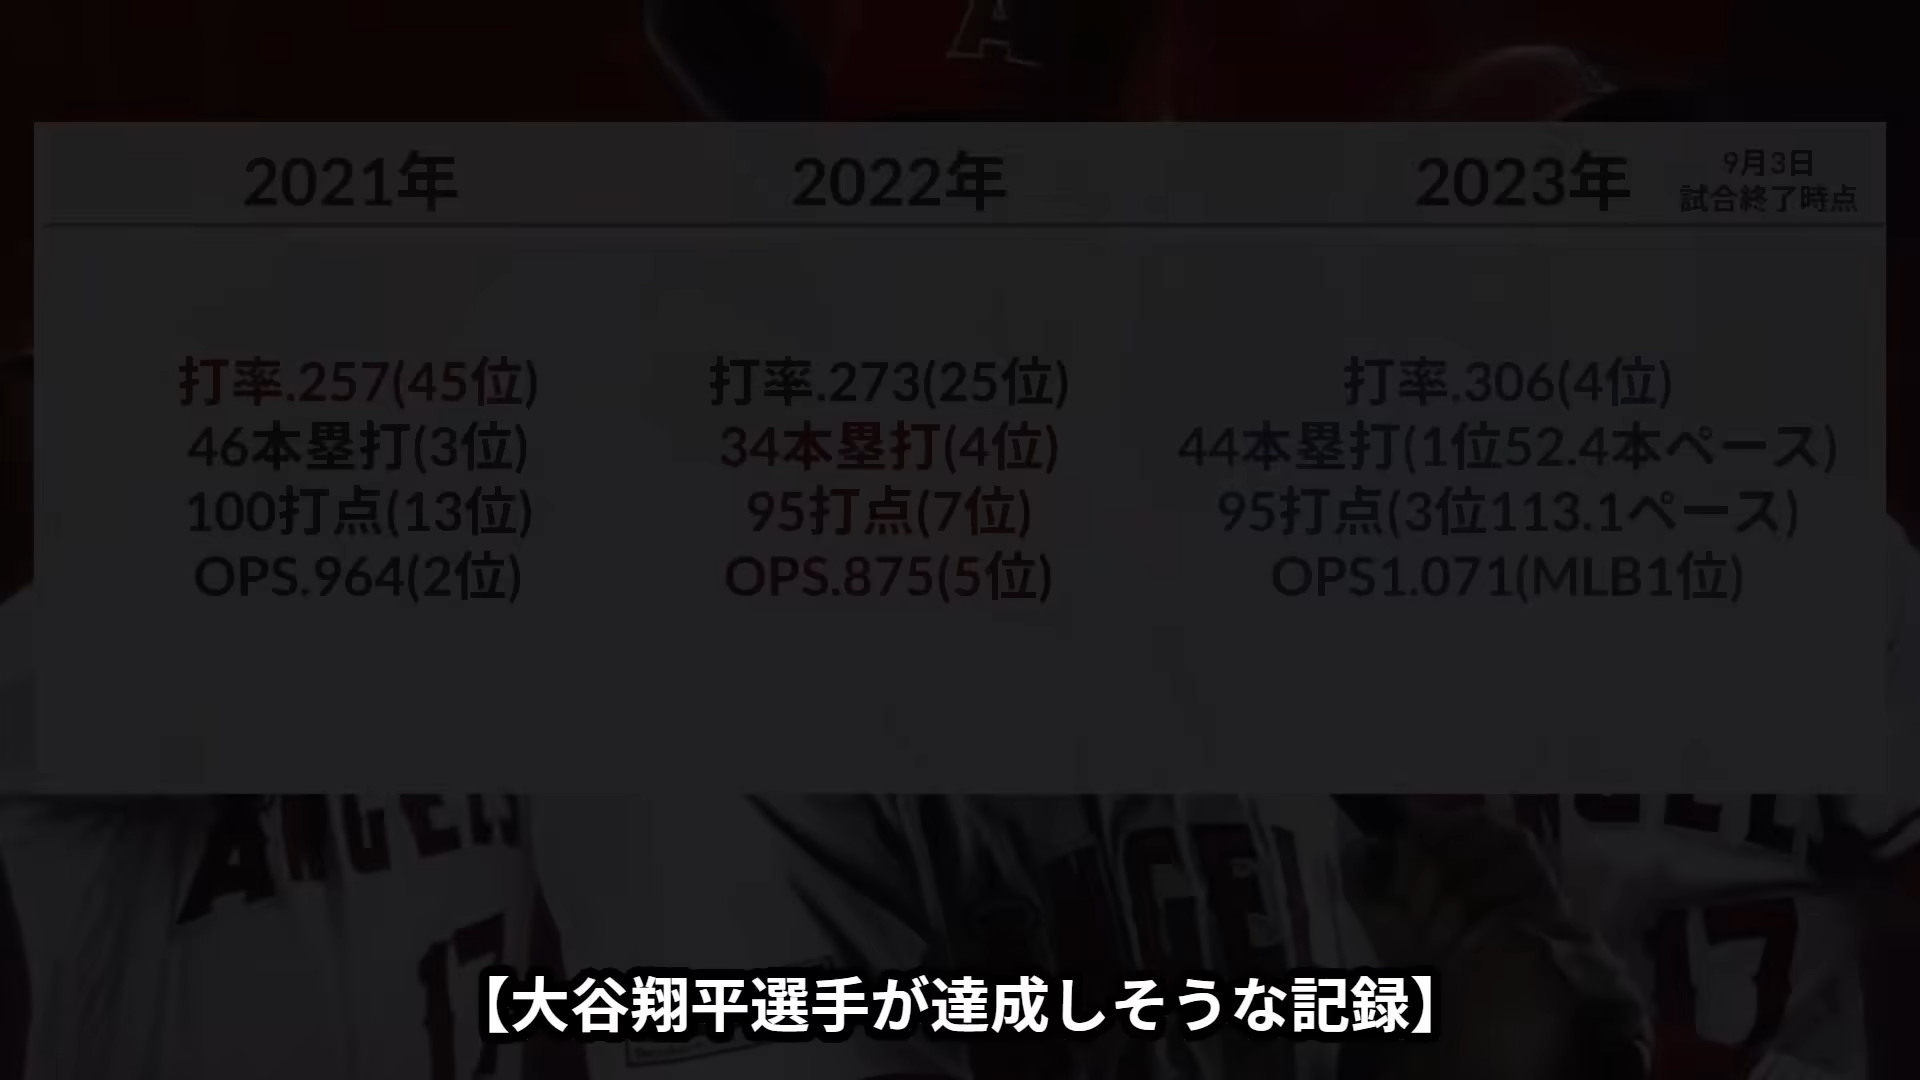 A
2021年
2022年
2023年
9月3日
試合終了時点
打率.257(45位)
46本塁打(3位)
100打点(13位)
OPS.964(2位)
打率.273(25位)
34本塁打(4位)
95打点(7位)
OPS.875(5位)
打率.306(4位)
44本塁打(1位52.4本ペース)
95打点(3位113.1ペース)
OPS1.071(MLB1位)
ANGELS
17
17
【大谷翔平選手が達成しそうな記録】